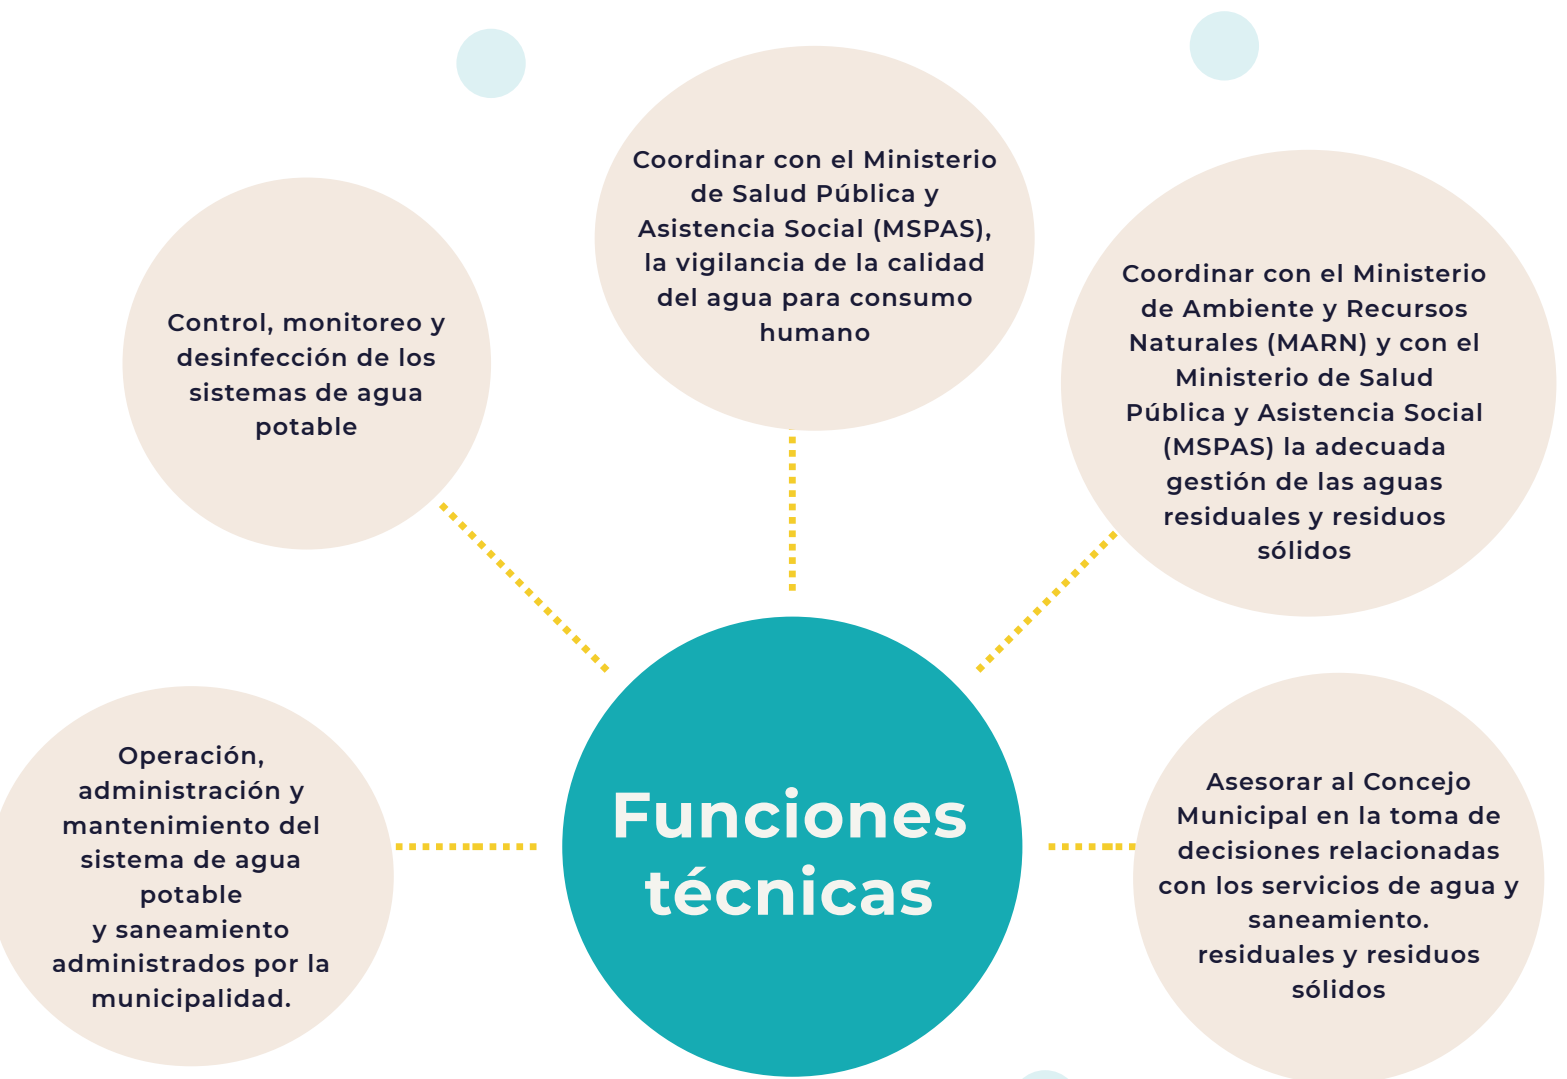 Coordinar con el Ministerio
de Salud Pública y
Asistencia Social (MSPAS),
la vigilancia de la calidad
del agua para consumo
humano
Control, monitoreo y
desinfección de los
sistemas de agua
potable
Coordinar con el Ministerio
de Ambiente y Recursos
Naturales (MARN) y con el
Ministerio de Salud
Pública y Asistencia Social
(MSPAS) la adecuada
gestión de las aguas
residuales y residuos
sólidos
Operación,
administración y
mantenimiento del
sistema de agua
potable
y saneamiento
administrados por la
municipalidad.
Funciones
técnicas
Asesorar al Concejo
Municipal en la toma de
decisiones relacionadas
con los servicios de agua y
saneamiento.
residuales y residuos
sólidos